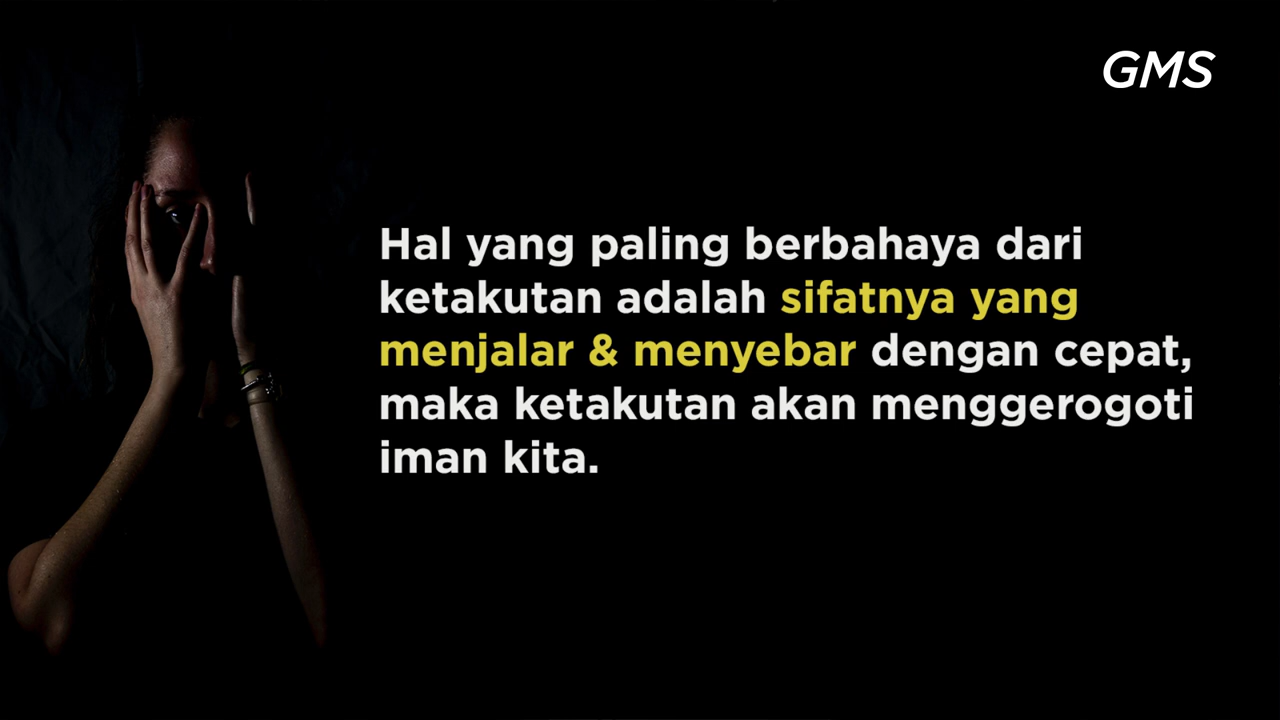 GMS
Hal yang paling berbahaya dari
ketakutan adalah sifatnya yang
menjalar & menyebar dengan cepat,
maka ketakutan akan menggerogoti
iman kita.